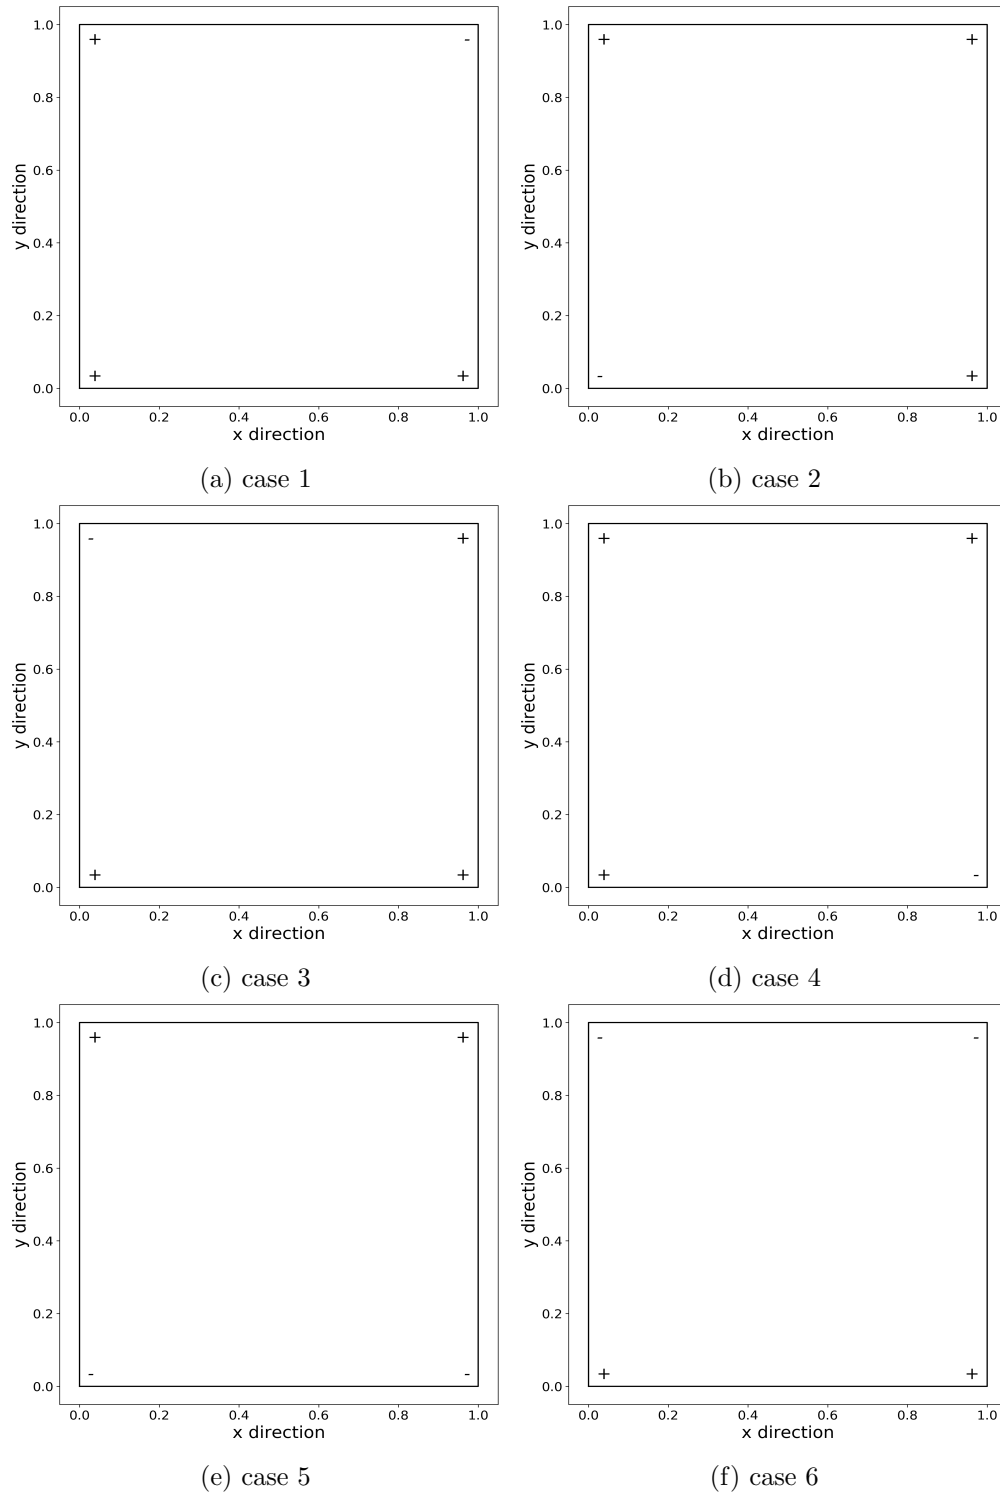 1.0 + -
0.8
0.6
0.4
0.2
0.0 + +
0.0 0.2 0.4 0.6 0.8 1.0
x direction
y direction
(a) case 1
1.0 + +
0.8
0.6
0.4
0.2
0.0 - +
0.0 0.2 0.4 0.6 0.8 1.0
x direction
y direction
(b) case 2
1.0 - +
0.8
0.6
0.4
0.2
0.0 + +
0.0 0.2 0.4 0.6 0.8 1.0
x direction
y direction
(c) case 3
1.0 + +
0.8
0.6
0.4
0.2
0.0 + -
0.0 0.2 0.4 0.6 0.8 1.0
x direction
y direction
(d) case 4
1.0 + +
0.8
0.6
0.4
0.2
0.0 - -
0.0 0.2 0.4 0.6 0.8 1.0
x direction
y direction
(e) case 5
1.0 - -
0.8
0.6
0.4
0.2
0.0 + +
0.0 0.2 0.4 0.6 0.8 1.0
x direction
y direction
(f) case 6